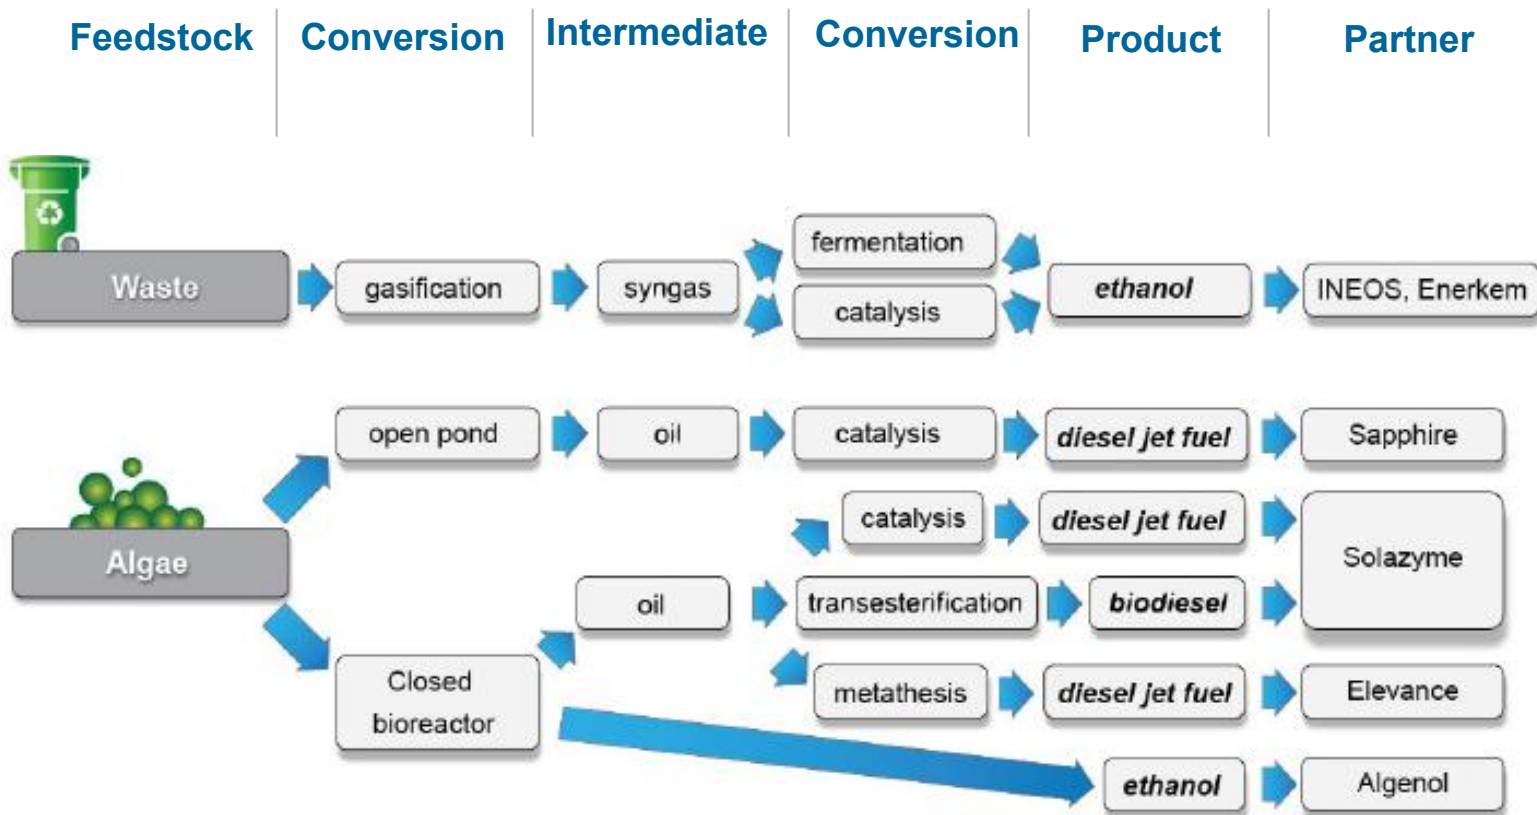 Feedstock
Conversion
Intermediate
Conversion
Product
Partner
Waste
gasification
syngas
fermentation
catalysis
ethanol
INEOS, Enerkem
Algae
open pond
oil
catalysis
diesel jet fuel
Sapphire
Closed
bioreactor
oil
catalysis
diesel jet fuel
Solazyme
transesterification
biodiesel
metathesis
diesel jet fuel
Elevance
ethanol
Algenol